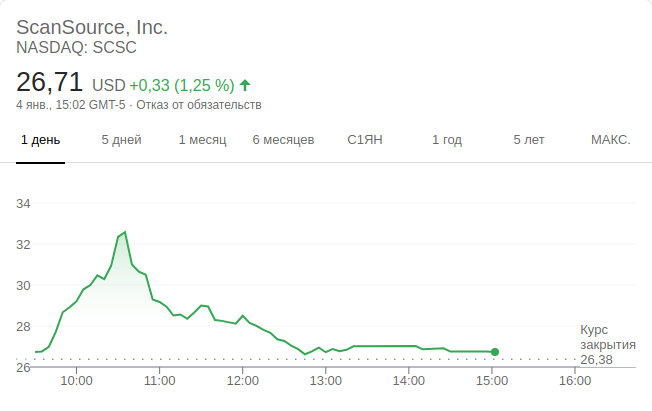 ScanSource, Inc.
NASDAQ: SCSC
26,71 USD +0,33 (1,25 %)
4 янв., 15:02 GMT-5 · Отказ от обязательств
1 день 5 дней 1 месяц 6 месяцев С1ЯН 1 год 5 лет МАКС.
34
32
30
28
Курс
закрытия
26,38
26
10:00 11:00 12:00 13:00 14:00 15:00 16:00